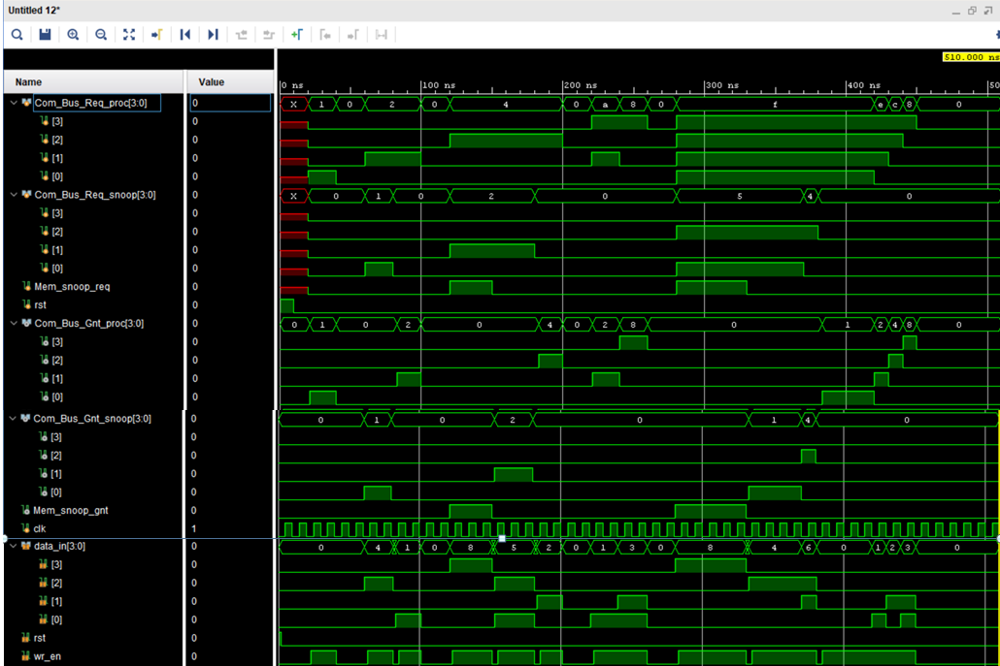 Untitled 12*
510.000 ns
Name Value
0 ns 100 ns 200 ns 300 ns 400 ns 50
Com_Bus_Req_proc[3:0] 0 X 1 0 2 0 4 0 a 8 0 f e c 8 0
[3] 0
[2] 0
[1] 0
[0] 0
Com_Bus_Req_snoop[3:0] 0 X 0 1 0 2 0 5 4 0
[3] 0
[2] 0
[1] 0
[0] 0
Mem_snoop_req 0
rst 0
Com_Bus_Gnt_proc[3:0] 0 0 1 0 2 0 4 0 2 8 0 1 2 4 8 0
[3] 0
[2] 0
[1] 0
[0] 0
Com_Bus_Gnt_snoop[3:0] 0 0 1 0 2 0 1 4 0
[3] 0
[2] 0
[1] 0
[0] 0
Mem_snoop_gnt 0
clk 1
data_in[3:0] 0 0 4 1 0 8 5 2 0 1 3 0 8 4 6 0 1 2 3 0
[3] 0
[2] 0
[1] 0
[0] 0
rst 0
wr_en 0